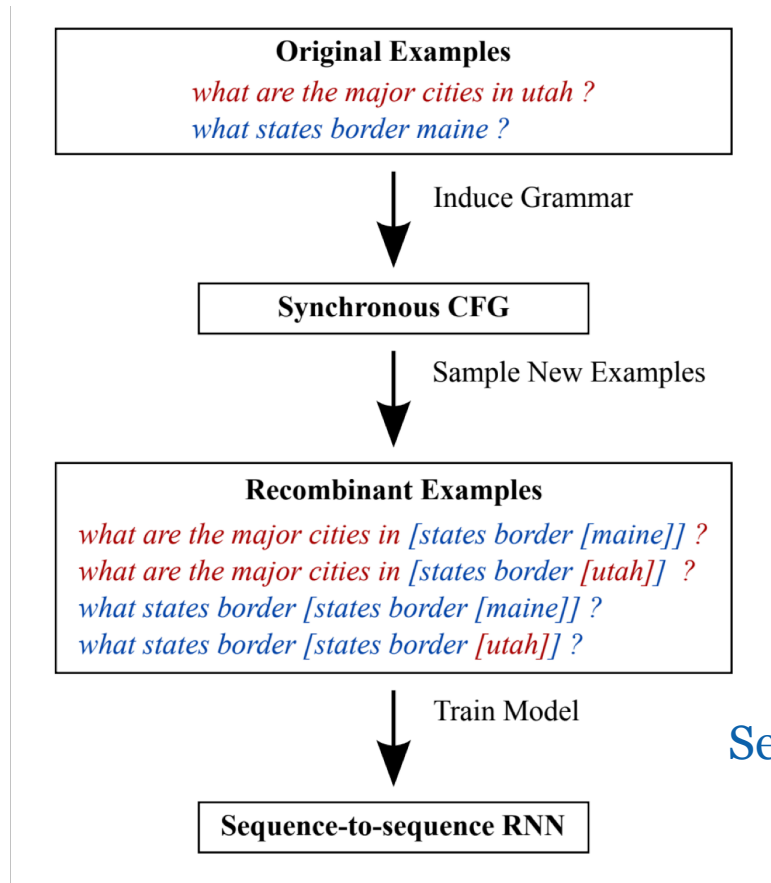 Original Examples
what are the major cities in utah ?
what states border maine ?
Induce Grammar
Synchronous CFG
Sample New Examples
Recombinant Examples
what are the major cities in [states border [maine]] ?
what are the major cities in [states border [utah]] ?
what states border [states border [maine]] ?
what states border [states border [utah]] ?
Train Model
Se
Sequence-to-sequence RNN